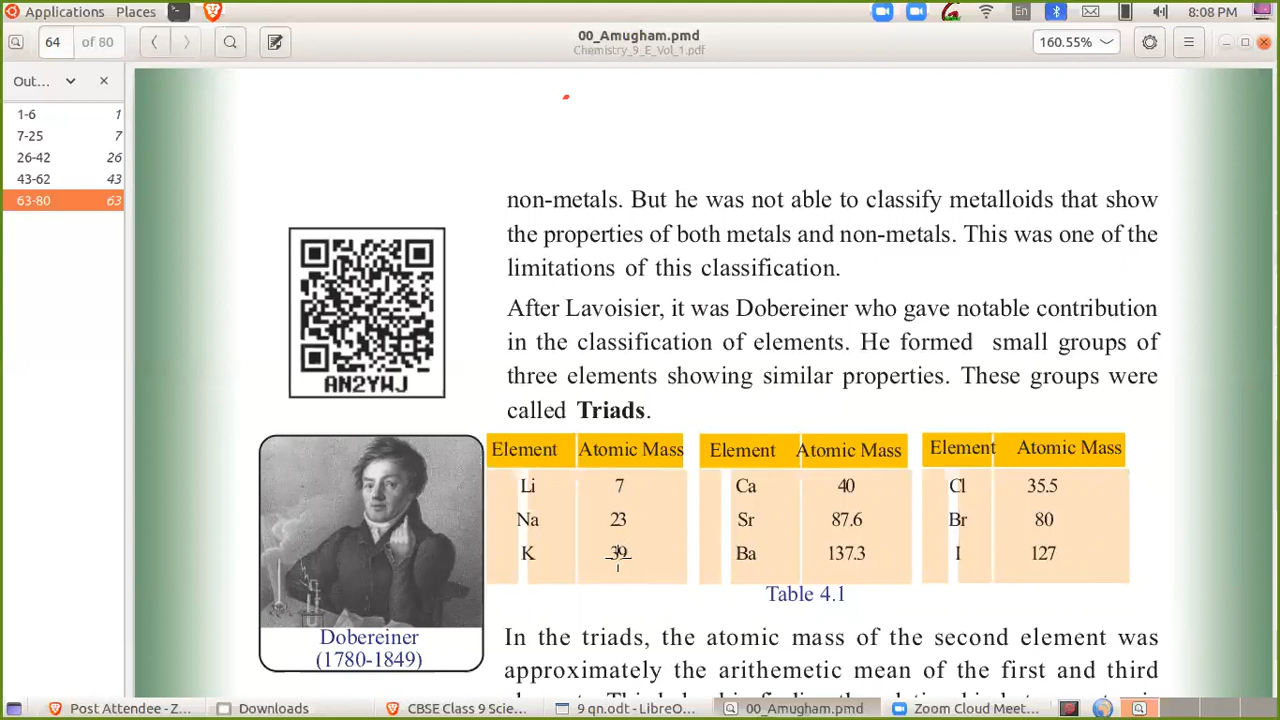 Applications Places En 8:08 PM
64 of 80 00_Amugham.pmd 160.55%
Chemistry_9_E_Vol_1.pdf
Out...
1-6 1
7-25 7
26-42 26
43-62 43
63-80 63
non-metals. But he was not able to classify metalloids that show
the properties of both metals and non-metals. This was one of the
limitations of this classification.
After Lavoisier, it was Dobereiner who gave notable contribution
in the classification of elements. He formed small groups of
three elements showing similar properties. These groups were
called Triads.
AN2YWJ
Element Atomic Mass Element Atomic Mass Element Atomic Mass
Li 7 Ca 40 Cl 35.5
Na 23 Sr 87.6 Br 80
K 39 Ba 137.3 I 127
Table 4.1
Dobereiner
(1780-1849)
In the triads, the atomic mass of the second element was
approximately the arithemetic mean of the first and third
Post Attendee - Z... Downloads CBSE Class 9 Scie... 9 qn.odt - LibreO... 00_Amugham.pmd Zoom Cloud Meet...